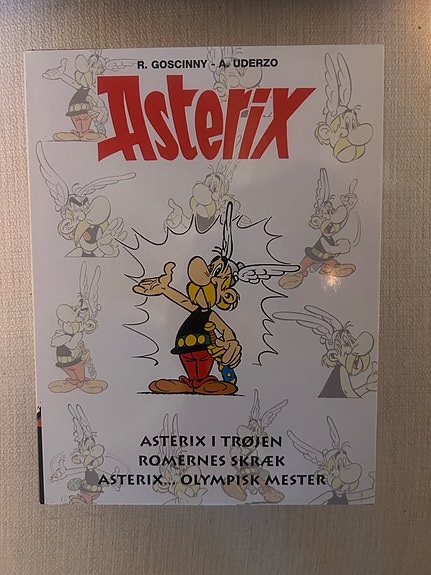 R. GOSCINNY - A. UDERZO
Asterix
ASTERIX I TRØJEN
ROMERNES SKRÆK
ASTERIX... OLYMPISK MESTER